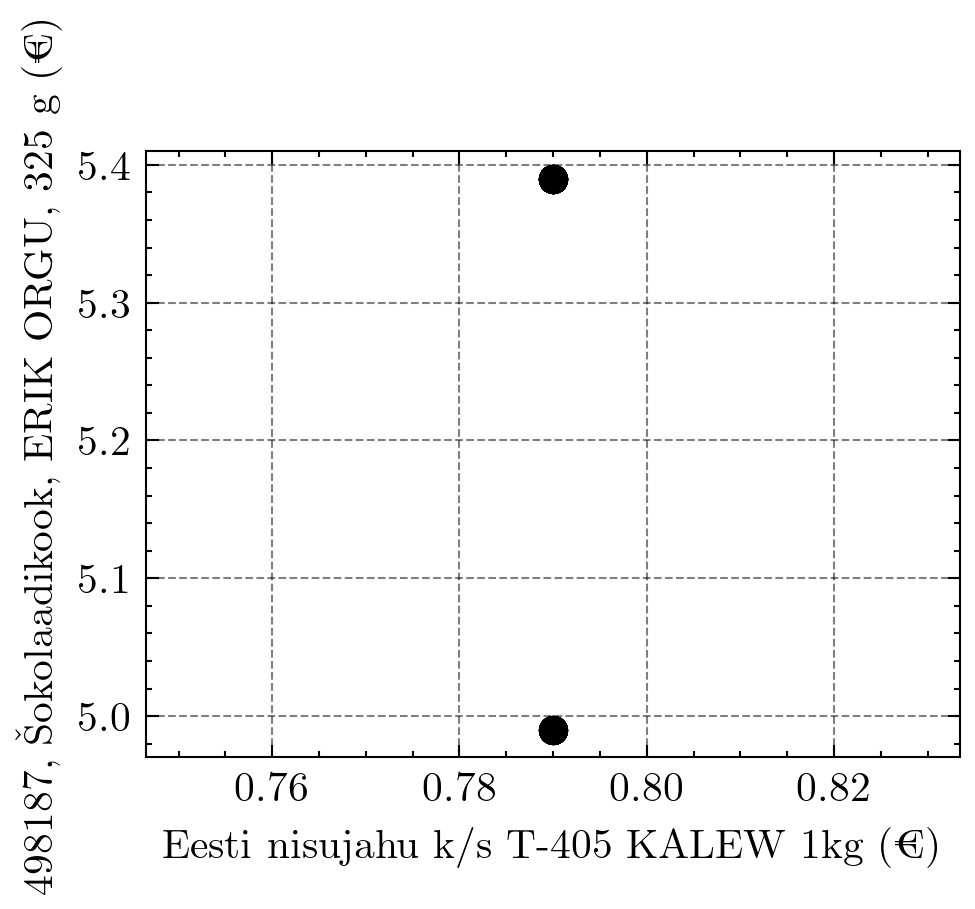 498187, Šokolaadikook, ERIK ORGU, 325 g (€)
5.4
5.3
5.2
5.1
5.0
0.76 0.78 0.80 0.82
Eesti nisujahu k/s T-405 KALEW 1kg (€)